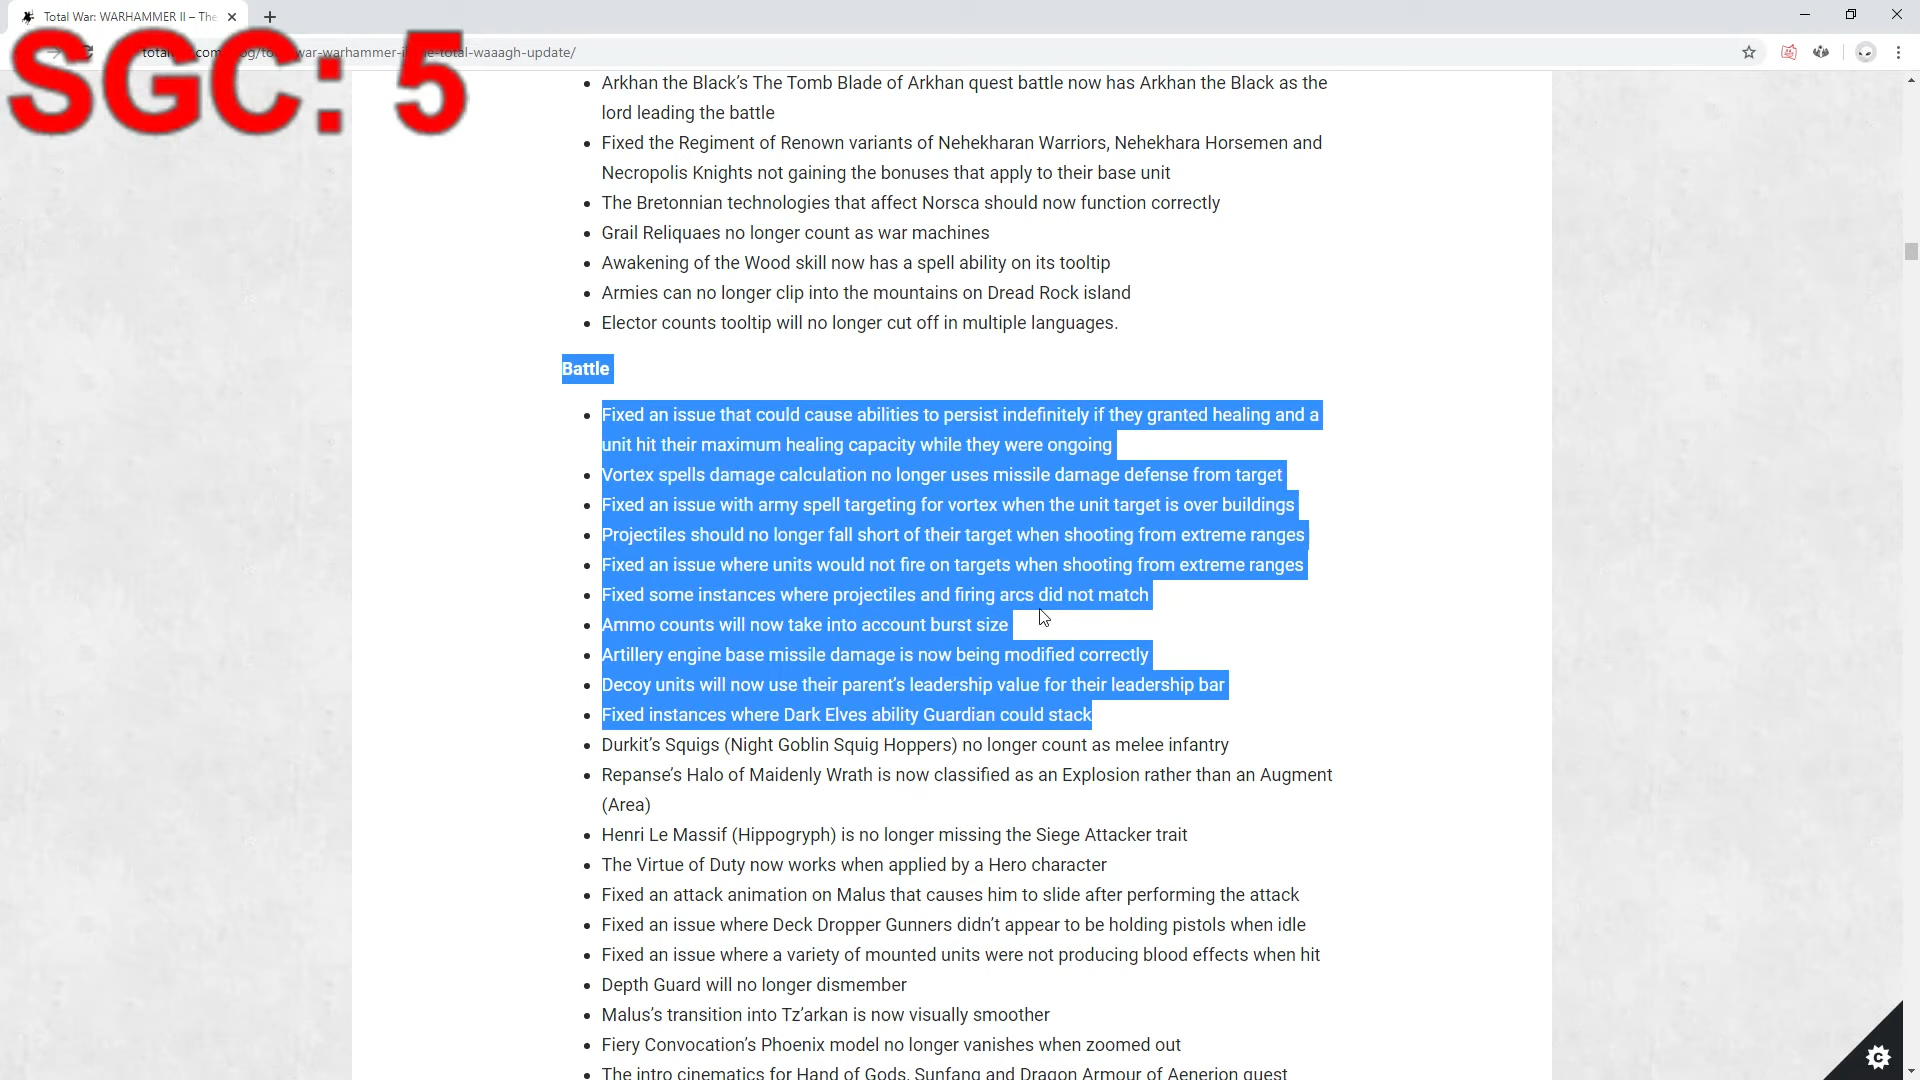 Total War: WARHAMMER II – The
SGC: 5
war-warhammer-i
total-waaagh-update/
Arkhan the Black’s The Tomb Blade of Arkhan quest battle now has Arkhan the Black as the
lord leading the battle
Fixed the Regiment of Renown variants of Nehekharan Warriors, Nehekhara Horsemen and
Necropolis Knights not gaining the bonuses that apply to their base unit
The Bretonnian technologies that affect Norsca should now function correctly
Grail Reliquaes no longer count as war machines
Awakening of the Wood skill now has a spell ability on its tooltip
Armies can no longer clip into the mountains on Dread Rock island
Elector counts tooltip will no longer cut off in multiple languages.
Battle
Fixed an issue that could cause abilities to persist indefinitely if they granted healing and a
unit hit their maximum healing capacity while they were ongoing
Vortex spells damage calculation no longer uses missile damage defense from target
Fixed an issue with army spell targeting for vortex when the unit target is over buildings
Projectiles should no longer fall short of their target when shooting from extreme ranges
Fixed an issue where units would not fire on targets when shooting from extreme ranges
Fixed some instances where projectiles and firing arcs did not match
Ammo counts will now take into account burst size
Artillery engine base missile damage is now being modified correctly
Decoy units will now use their parent’s leadership value for their leadership bar
Fixed instances where Dark Elves ability Guardian could stack
Durkit’s Squigs (Night Goblin Squig Hoppers) no longer count as melee infantry
Repanse’s Halo of Maidenly Wrath is now classified as an Explosion rather than an Augment
(Area)
Henri Le Massif (Hippogryph) is no longer missing the Siege Attacker trait
The Virtue of Duty now works when applied by a Hero character
Fixed an attack animation on Malus that causes him to slide after performing the attack
Fixed an issue where Deck Dropper Gunners didn’t appear to be holding pistols when idle
Fixed an issue where a variety of mounted units were not producing blood effects when hit
Depth Guard will no longer dismember
Malus’s transition into Tz’arkan is now visually smoother
Fiery Convocation’s Phoenix model no longer vanishes when zoomed out
The intro cinematics for Hand of Gods, Sunfang and Dragon Armour of Aenerion quest